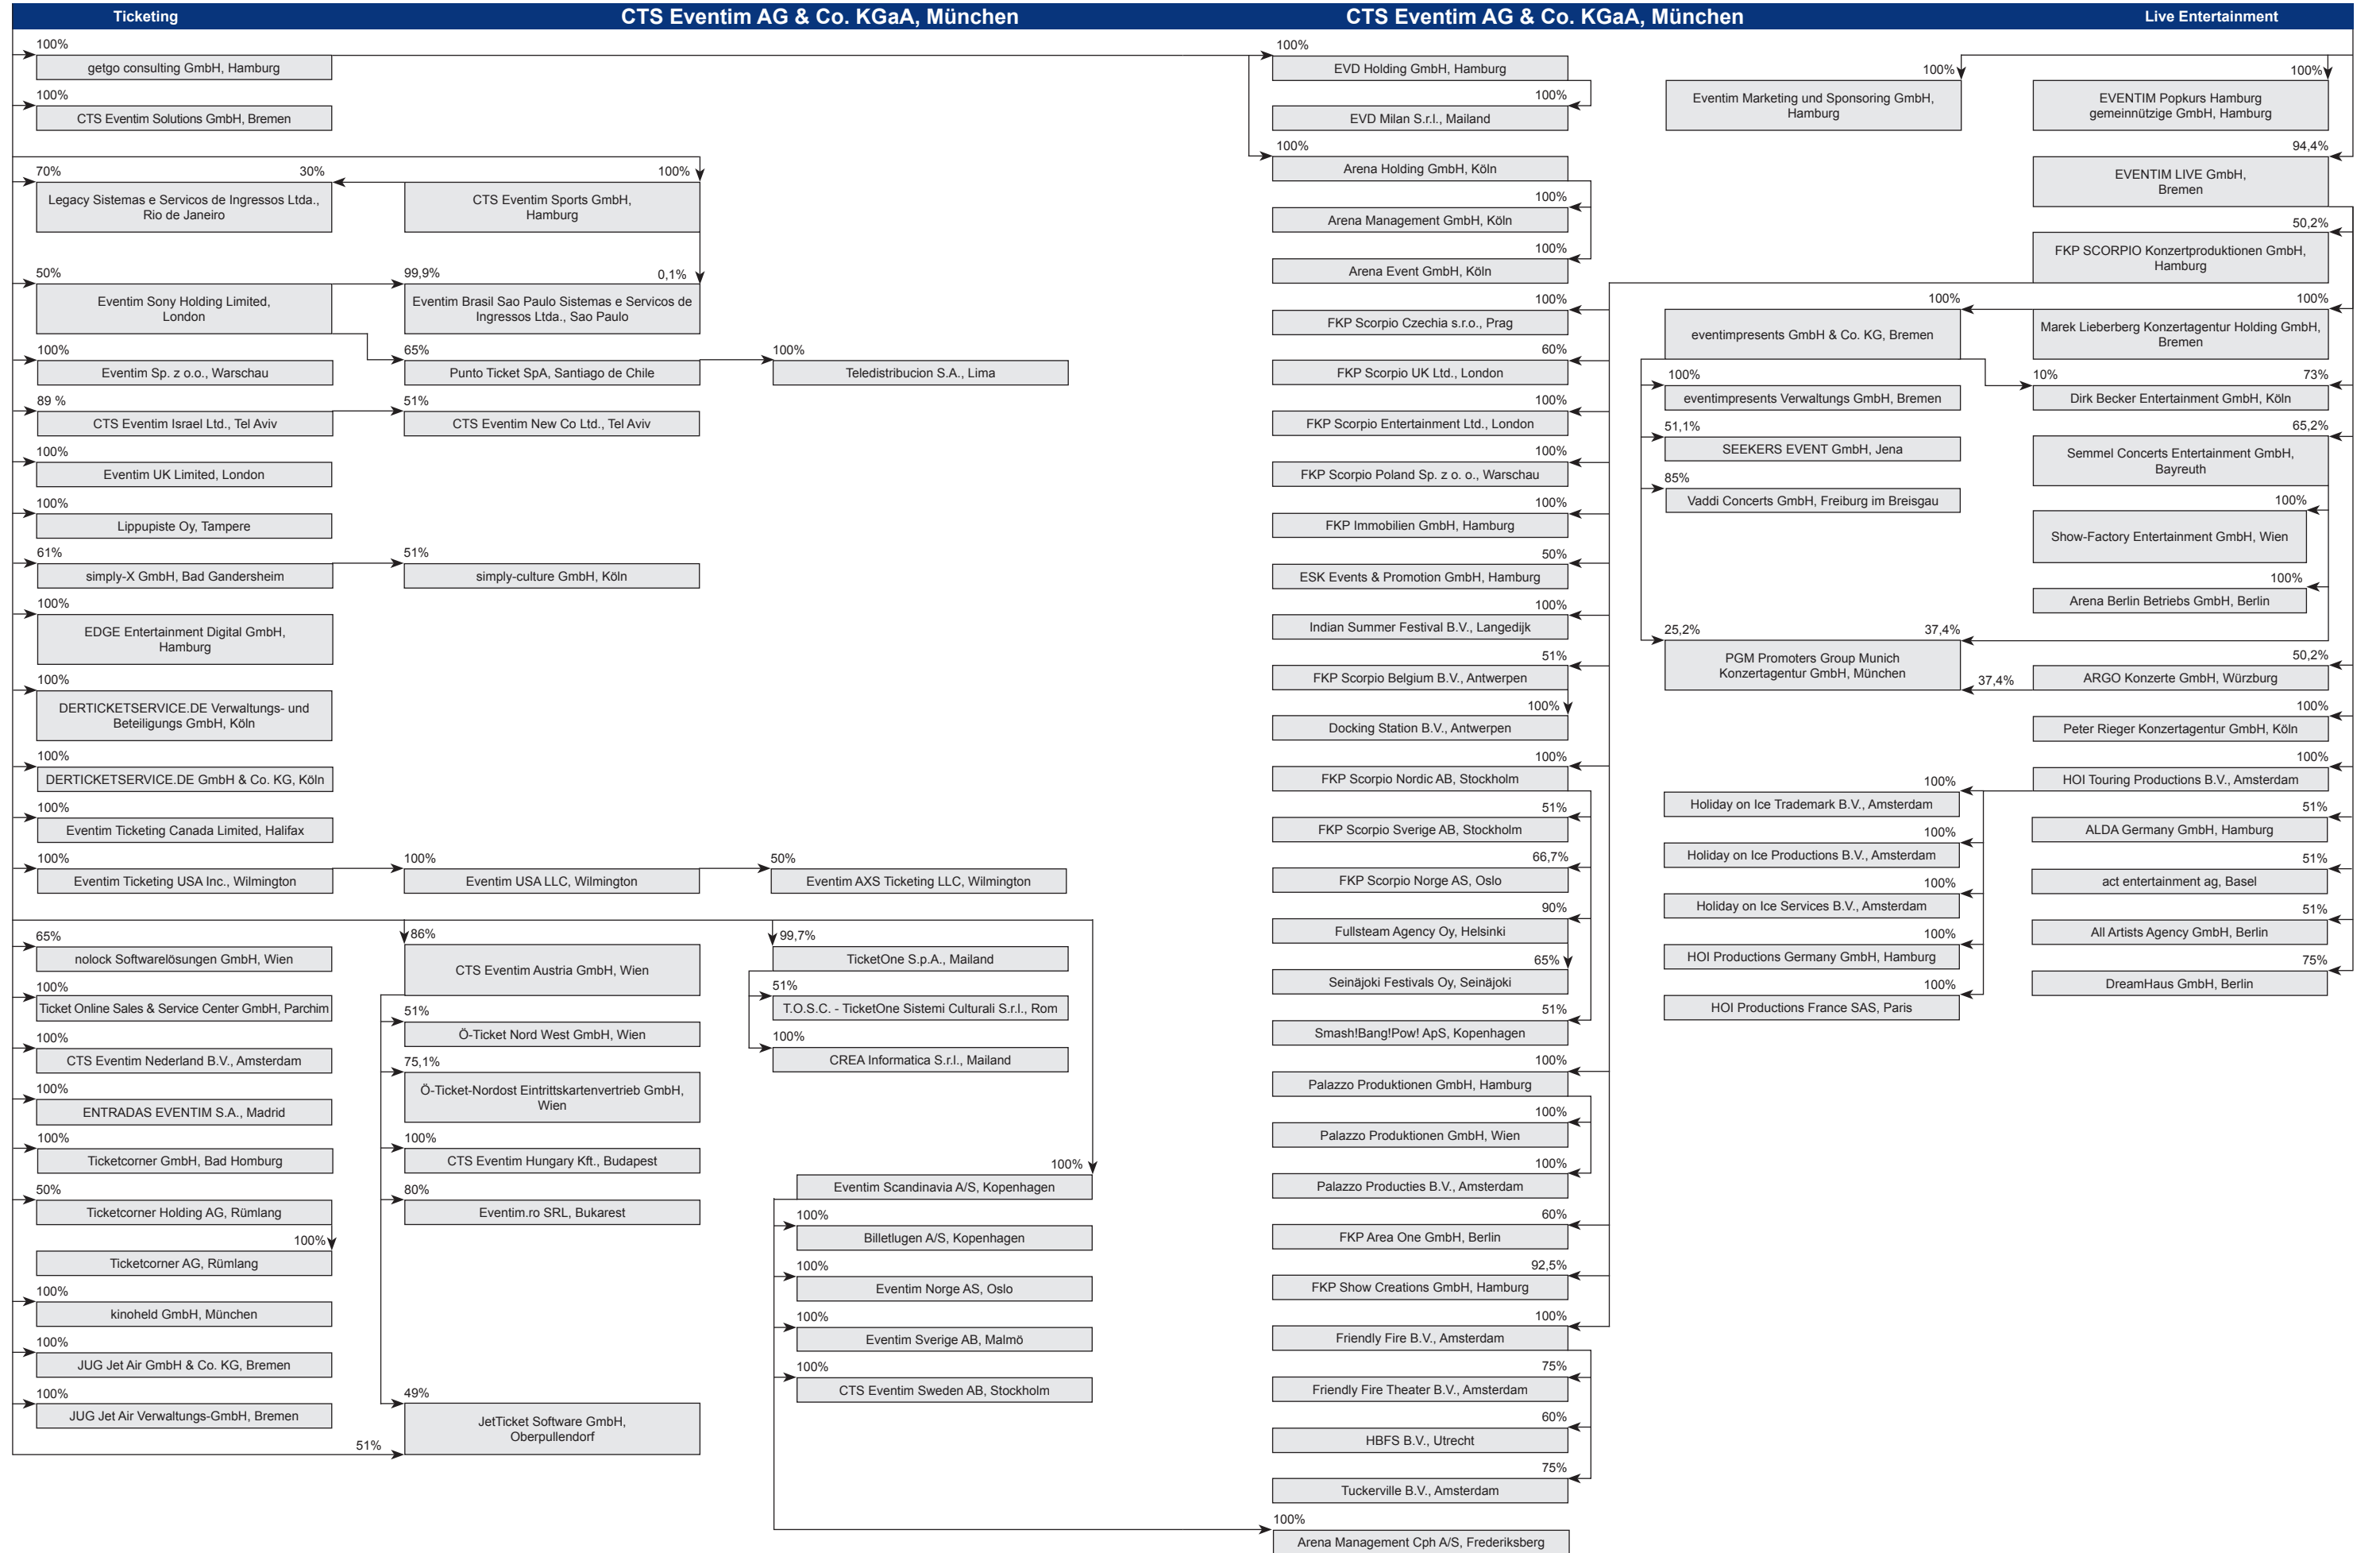 Ticketing
CTS Eventim AG & Co. KGaA, München
CTS Eventim AG & Co. KGaA, München
Live Entertainment
100%
getgo consulting GmbH, Hamburg
100%
CTS Eventim Solutions GmbH, Bremen
70%
30%
Legacy Sistemas e Servicos de Ingressos Ltda.,
Rio de Janeiro
100%
CTS Eventim Sports GmbH,
Hamburg
50%
Eventim Sony Holding Limited,
London
99,9%
0,1%
Eventim Brasil Sao Paulo Sistemas e Servicos de
Ingressos Ltda., Sao Paulo
100%
Eventim Sp. z o.o., Warschau
65%
Punto Ticket SpA, Santiago de Chile
100%
Teledistribucion S.A., Lima
89 %
CTS Eventim Israel Ltd., Tel Aviv
51%
CTS Eventim New Co Ltd., Tel Aviv
100%
Eventim UK Limited, London
100%
Lippupiste Oy, Tampere
61%
simply-X GmbH, Bad Gandersheim
51%
simply-culture GmbH, Köln
100%
EDGE Entertainment Digital GmbH,
Hamburg
100%
DERTICKETSERVICE.DE Verwaltungs- und
Beteiligungs GmbH, Köln
100%
DERTICKETSERVICE.DE GmbH & Co. KG, Köln
100%
Eventim Ticketing Canada Limited, Halifax
100%
Eventim Ticketing USA Inc., Wilmington
100%
Eventim USA LLC, Wilmington
50%
Eventim AXS Ticketing LLC, Wilmington
65%
nolock Softwarelösungen GmbH, Wien
100%
Ticket Online Sales & Service Center GmbH, Parchim
100%
CTS Eventim Nederland B.V., Amsterdam
100%
ENTRADAS EVENTIM S.A., Madrid
100%
Ticketcorner GmbH, Bad Homburg
50%
Ticketcorner Holding AG, Rümlang
100%
Ticketcorner AG, Rümlang
100%
kinoheld GmbH, München
100%
JUG Jet Air GmbH & Co. KG, Bremen
100%
JUG Jet Air Verwaltungs-GmbH, Bremen
86%
CTS Eventim Austria GmbH, Wien
51%
Ö-Ticket Nord West GmbH, Wien
75,1%
Ö-Ticket-Nordost Eintrittskartenvertrieb GmbH,
Wien
100%
CTS Eventim Hungary Kft., Budapest
80%
Eventim.ro SRL, Bukarest
49%
51%
JetTicket Software GmbH,
Oberpullendorf
99,7%
TicketOne S.p.A., Mailand
51%
T.O.S.C. - TicketOne Sistemi Culturali S.r.l., Rom
100%
CREA Informatica S.r.l., Mailand
100%
Eventim Scandinavia A/S, Kopenhagen
100%
Billetlugen A/S, Kopenhagen
100%
Eventim Norge AS, Oslo
100%
Eventim Sverige AB, Malmö
100%
CTS Eventim Sweden AB, Stockholm
100%
EVD Holding GmbH, Hamburg
100%
EVD Milan S.r.l., Mailand
100%
Arena Holding GmbH, Köln
100%
Arena Management GmbH, Köln
100%
Arena Event GmbH, Köln
100%
FKP Scorpio Czechia s.r.o., Prag
60%
FKP Scorpio UK Ltd., London
100%
FKP Scorpio Entertainment Ltd., London
100%
FKP Scorpio Poland Sp. z o. o., Warschau
100%
FKP Immobilien GmbH, Hamburg
50%
ESK Events & Promotion GmbH, Hamburg
100%
Indian Summer Festival B.V., Langedijk
51%
FKP Scorpio Belgium B.V., Antwerpen
100%
Docking Station B.V., Antwerpen
100%
FKP Scorpio Nordic AB, Stockholm
51%
FKP Scorpio Sverige AB, Stockholm
66,7%
FKP Scorpio Norge AS, Oslo
90%
Fullsteam Agency Oy, Helsinki
65%
Seinäjoki Festivals Oy, Seinäjoki
51%
Smash!Bang!Pow! ApS, Kopenhagen
100%
Palazzo Produktionen GmbH, Hamburg
100%
Palazzo Produktionen GmbH, Wien
100%
Palazzo Producties B.V., Amsterdam
60%
FKP Area One GmbH, Berlin
92,5%
FKP Show Creations GmbH, Hamburg
100%
Friendly Fire B.V., Amsterdam
75%
Friendly Fire Theater B.V., Amsterdam
60%
HBFS B.V., Utrecht
75%
Tuckerville B.V., Amsterdam
100%
Arena Management Cph A/S, Frederiksberg
100%
Eventim Marketing und Sponsoring GmbH,
Hamburg
100%
eventimpresents GmbH & Co. KG, Bremen
100%
eventimpresents Verwaltungs GmbH, Bremen
51,1%
SEEKERS EVENT GmbH, Jena
85%
Vaddi Concerts GmbH, Freiburg im Breisgau
25,2%
37,4%
PGM Promoters Group Munich
Konzertagentur GmbH, München
37,4%
100%
Holiday on Ice Trademark B.V., Amsterdam
100%
Holiday on Ice Productions B.V., Amsterdam
100%
Holiday on Ice Services B.V., Amsterdam
100%
HOI Productions Germany GmbH, Hamburg
100%
HOI Productions France SAS, Paris
100%
EVENTIM Popkurs Hamburg
gemeinnützige GmbH, Hamburg
94,4%
EVENTIM LIVE GmbH,
Bremen
50,2%
FKP SCORPIO Konzertproduktionen GmbH,
Hamburg
100%
Marek Lieberberg Konzertagentur Holding GmbH,
Bremen
10%
73%
Dirk Becker Entertainment GmbH, Köln
65,2%
Semmel Concerts Entertainment GmbH,
Bayreuth
100%
Show-Factory Entertainment GmbH, Wien
100%
Arena Berlin Betriebs GmbH, Berlin
50,2%
ARGO Konzerte GmbH, Würzburg
100%
Peter Rieger Konzertagentur GmbH, Köln
100%
HOI Touring Productions B.V., Amsterdam
51%
ALDA Germany GmbH, Hamburg
51%
act entertainment ag, Basel
51%
All Artists Agency GmbH, Berlin
75%
DreamHaus GmbH, Berlin